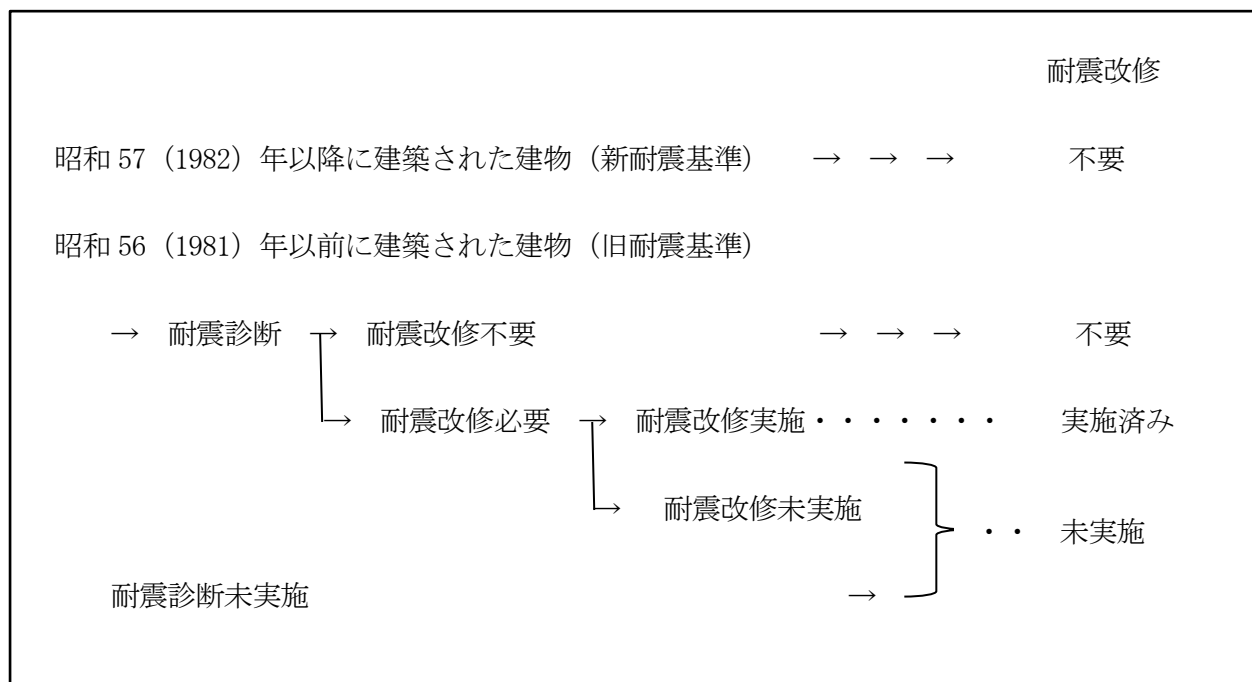 耐震改修
昭和 57（1982）年以降に建築された建物（新耐震基準） → → → 不要
昭和 56（1981）年以前に建築された建物（旧耐震基準）
→ 耐震診断 → 耐震改修不要 → → → 不要
→ 耐震改修必要 → 耐震改修実施・・・・・・・ 実施済み
→ 耐震改修未実施
・・ 未実施
耐震診断未実施 →